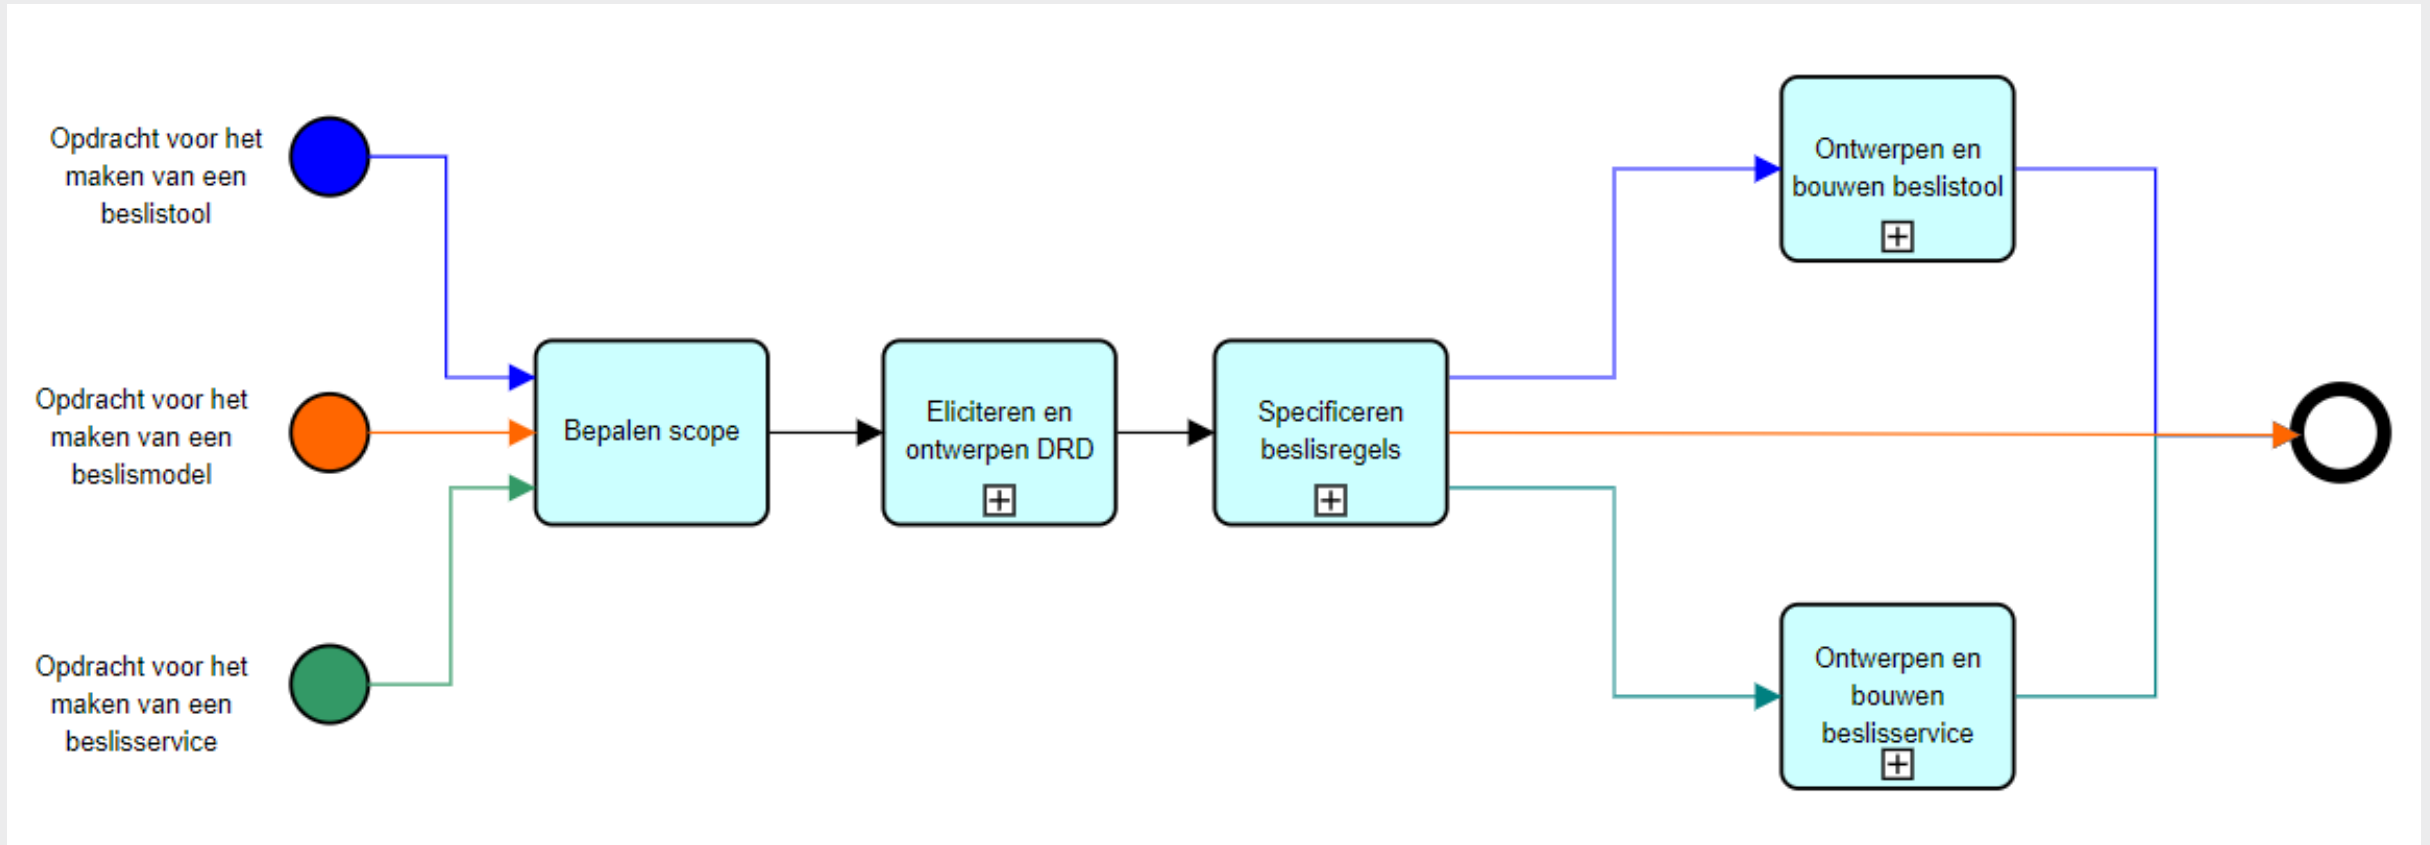 Opdracht voor het
maken van een
beslistool
Opdracht voor het
maken van een
beslismodel
Opdracht voor het
maken van een
beslisservice
Bepalen scope
Eliciteren en
ontwerpen DRD
Specificeren
beslisregels
Ontwerpen en
bouwen beslistool
Ontwerpen en
bouwen
beslisservice